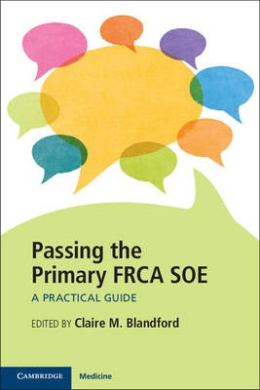 Passing the
Primary FRCA SOE
A PRACTICAL GUIDE
EDITED BY Claire M. Blandford
CAMBRIDGE Medicine